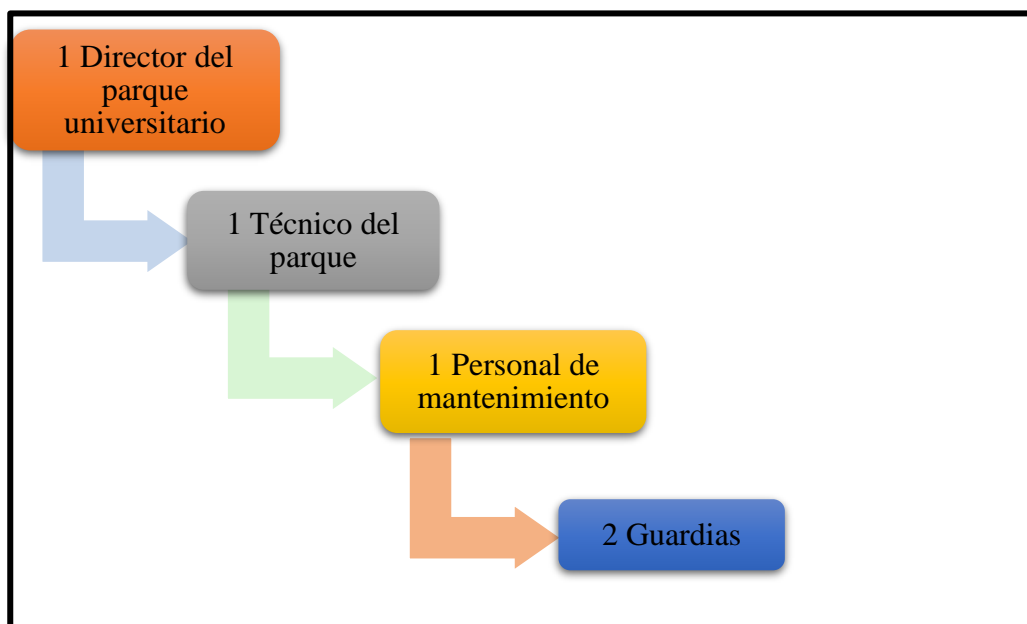 1 Director del
parque
universitario
1 Técnico del
parque
1 Personal de
mantenimiento
2 Guardias